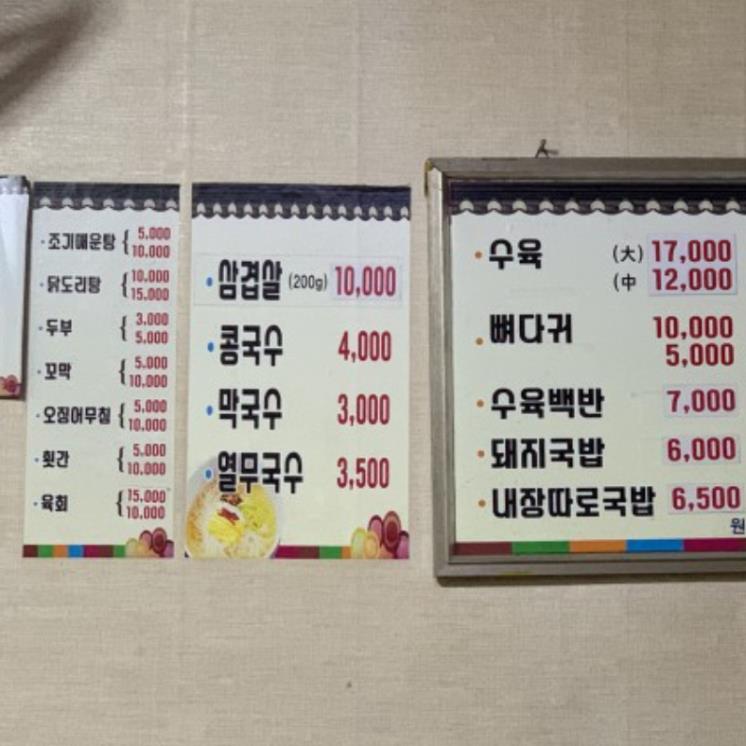 · 조기매운탕 { 5,000
10,000
· 닭도리탕 { 10,000
15,000
· 두부 { 3,000
5,000
· 꼬막 { 5,000
10,000
· 오징어무침 { 5,000
10,000
· 횟간 { 5,000
10,000
· 육회 { 15,000
10,000
· 삼겹살 (200g) 10,000
· 콩국수 4,000
· 막국수 3,000
· 열무국수 3,500
· 수육 (大) 17,000
(中 12,000
· 뼈다귀 10,000
5,000
· 수육백반 7,000
· 돼지국밥 6,000
· 내장따로국밥 6,500
원